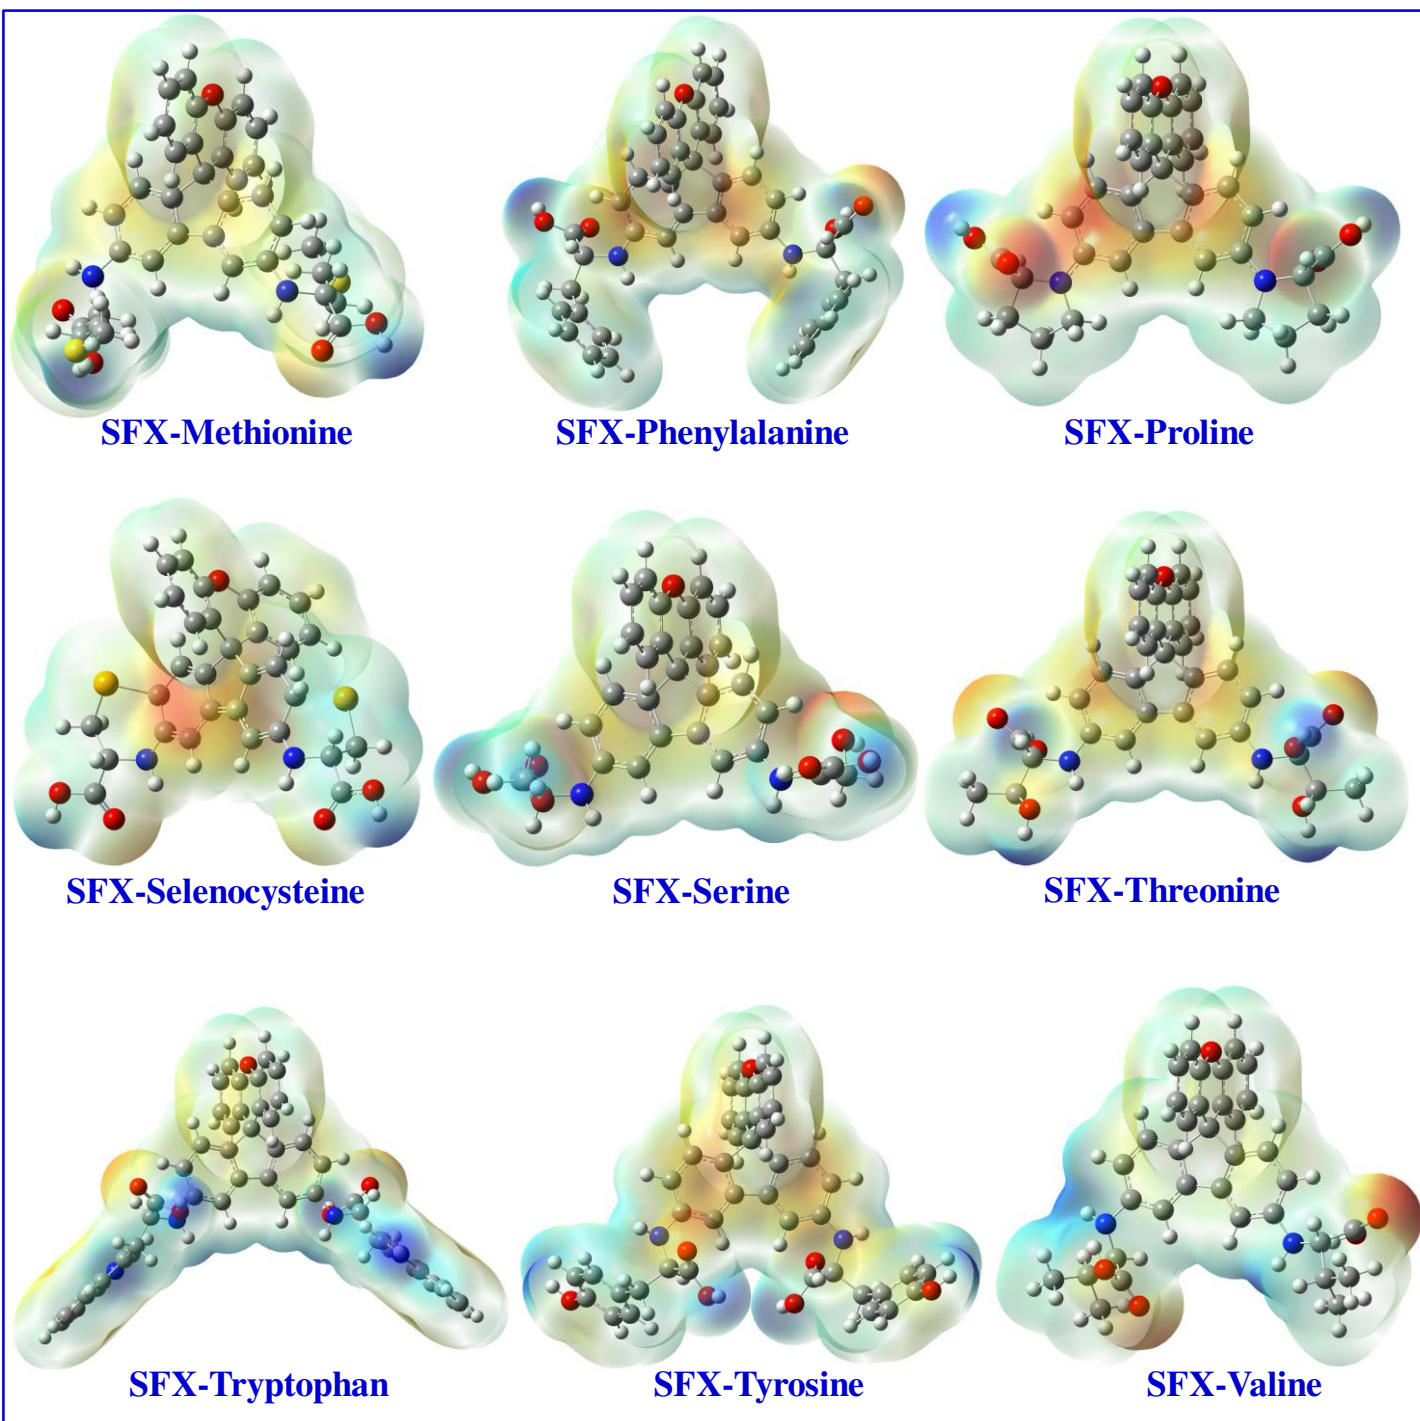 SFX-Methionine
SFX-Phenylalanine
SFX-Proline
SFX-Selenocysteine
SFX-Serine
SFX-Threonine
SFX-Tryptophan
SFX-Tyrosine
SFX-Valine